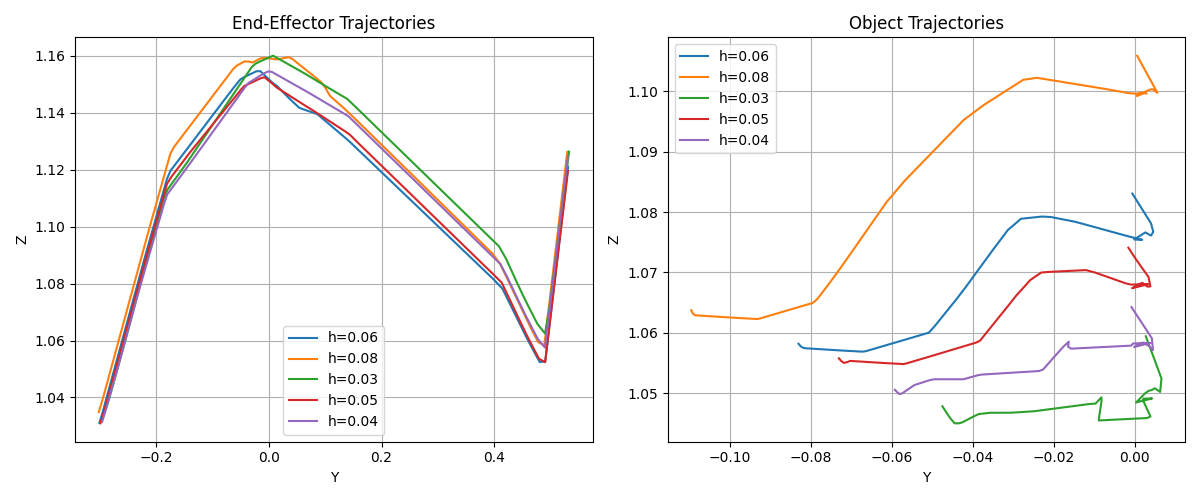 End-Effector Trajectories
1.16
1.14
1.12
1.10
1.08
1.06
1.04
Z
−0.2
0.0
0.2
0.4
Y
h=0.06
h=0.08
h=0.03
h=0.05
h=0.04
Object Trajectories
h=0.06
h=0.08
h=0.03
h=0.05
h=0.04
1.10
1.09
1.08
1.07
1.06
1.05
Z
−0.10
−0.08
−0.06
−0.04
−0.02
0.00
Y